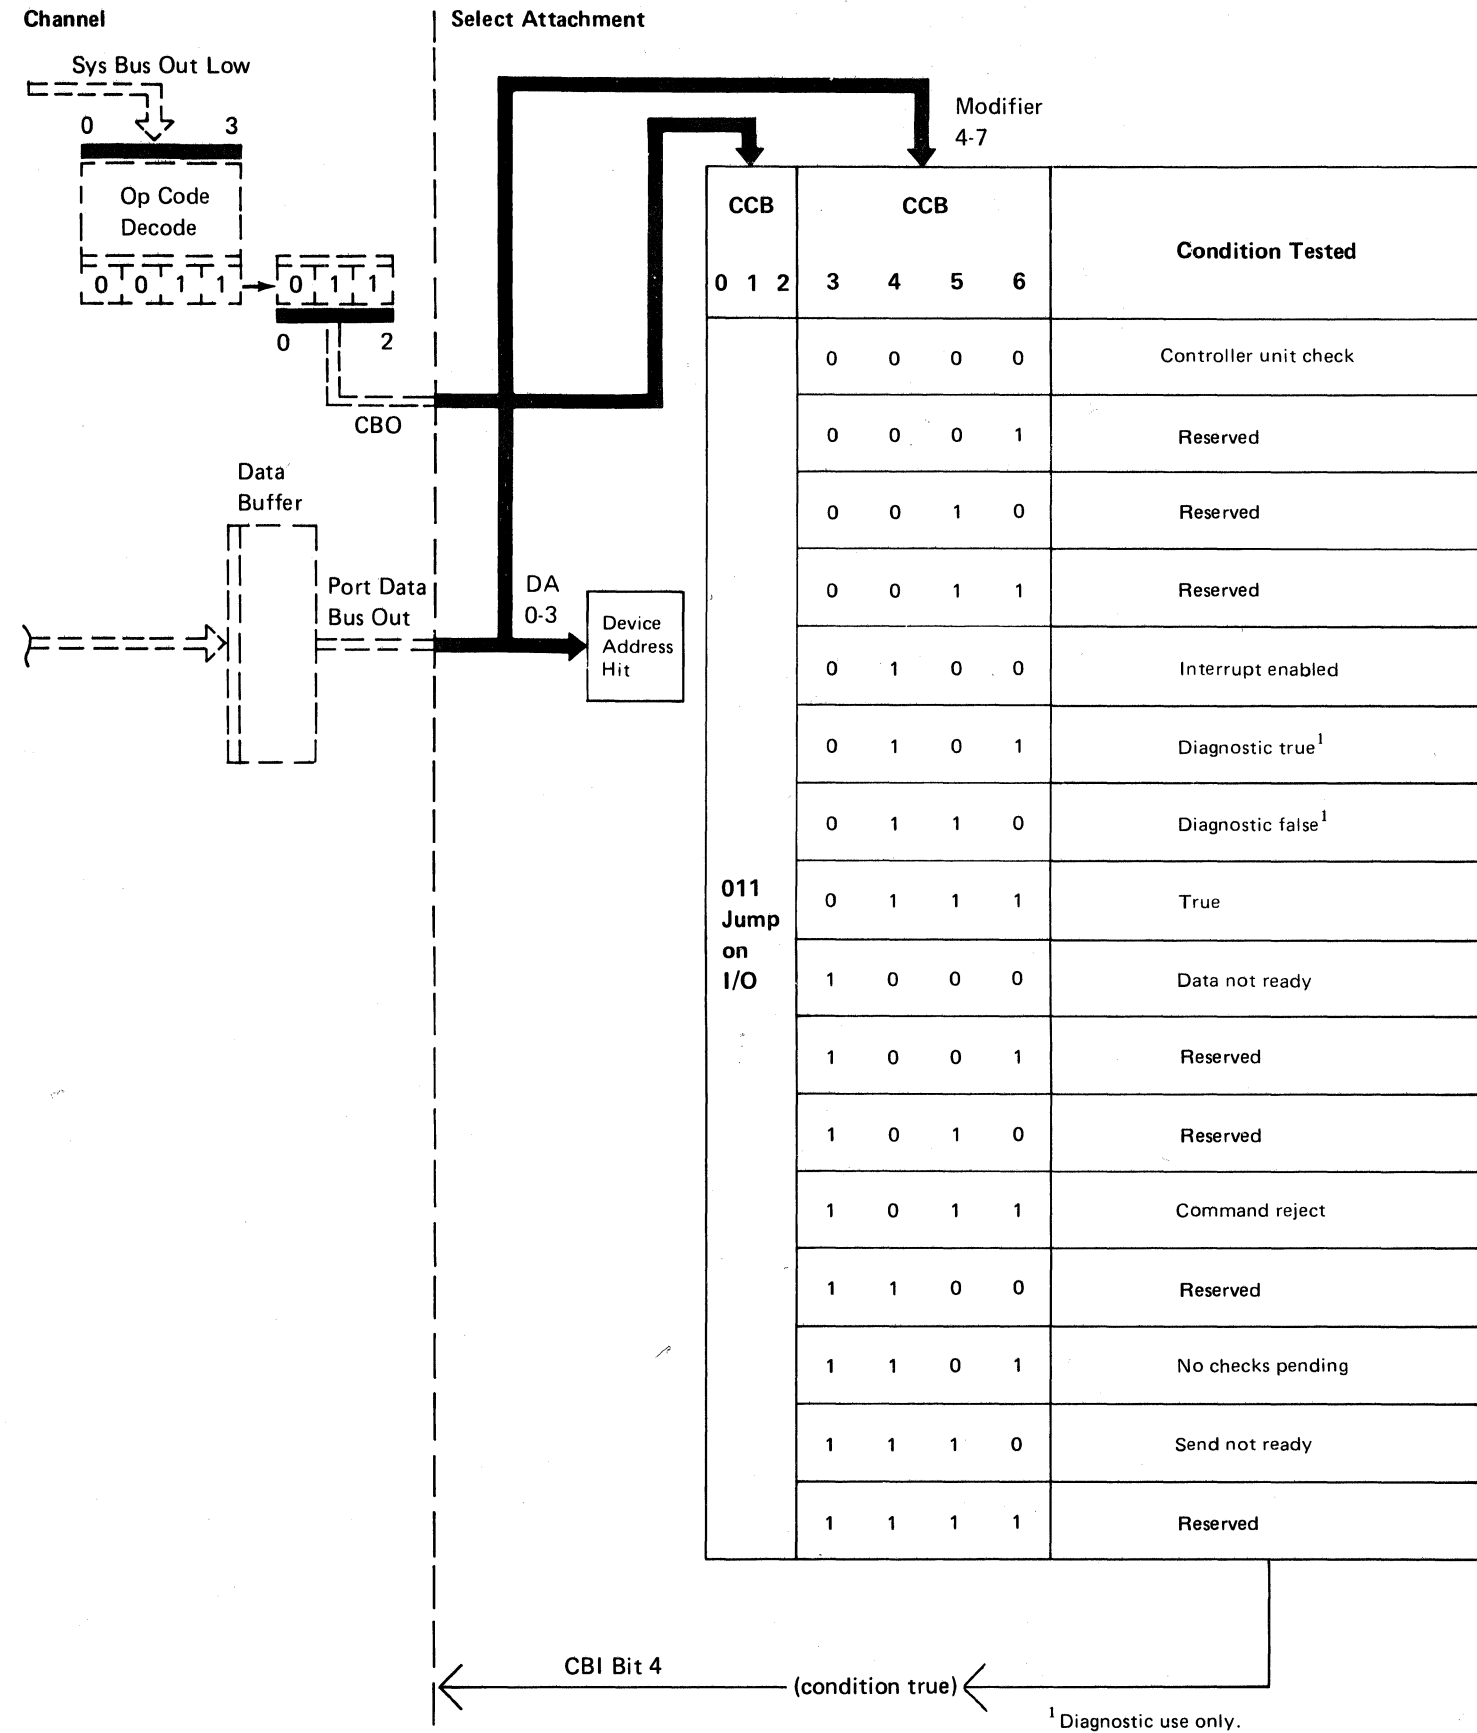 Channel
Select Attachment
Sys Bus Out Low
0 3
Op Code
Decode
0 0 1 1
0 1 1
0 2
CBO
Data
Buffer
Port Data
Bus Out
DA
0-3
Device
Address
Hit
Modifier
4-7
CCB CCB
Condition Tested
0 1 2 3 4 5 6
0 0 0 0 Controller unit check
0 0 0 1 Reserved
0 0 1 0 Reserved
0 0 1 1 Reserved
0 1 0 0 Interrupt enabled
0 1 0 1 Diagnostic true¹
0 1 1 0 Diagnostic false¹
011
Jump
on
I/O
0 1 1 1 True
1 0 0 0 Data not ready
1 0 0 1 Reserved
1 0 1 0 Reserved
1 0 1 1 Command reject
1 1 0 0 Reserved
1 1 0 1 No checks pending
1 1 1 0 Send not ready
1 1 1 1 Reserved
CBI Bit 4
(condition true)
¹ Diagnostic use only.